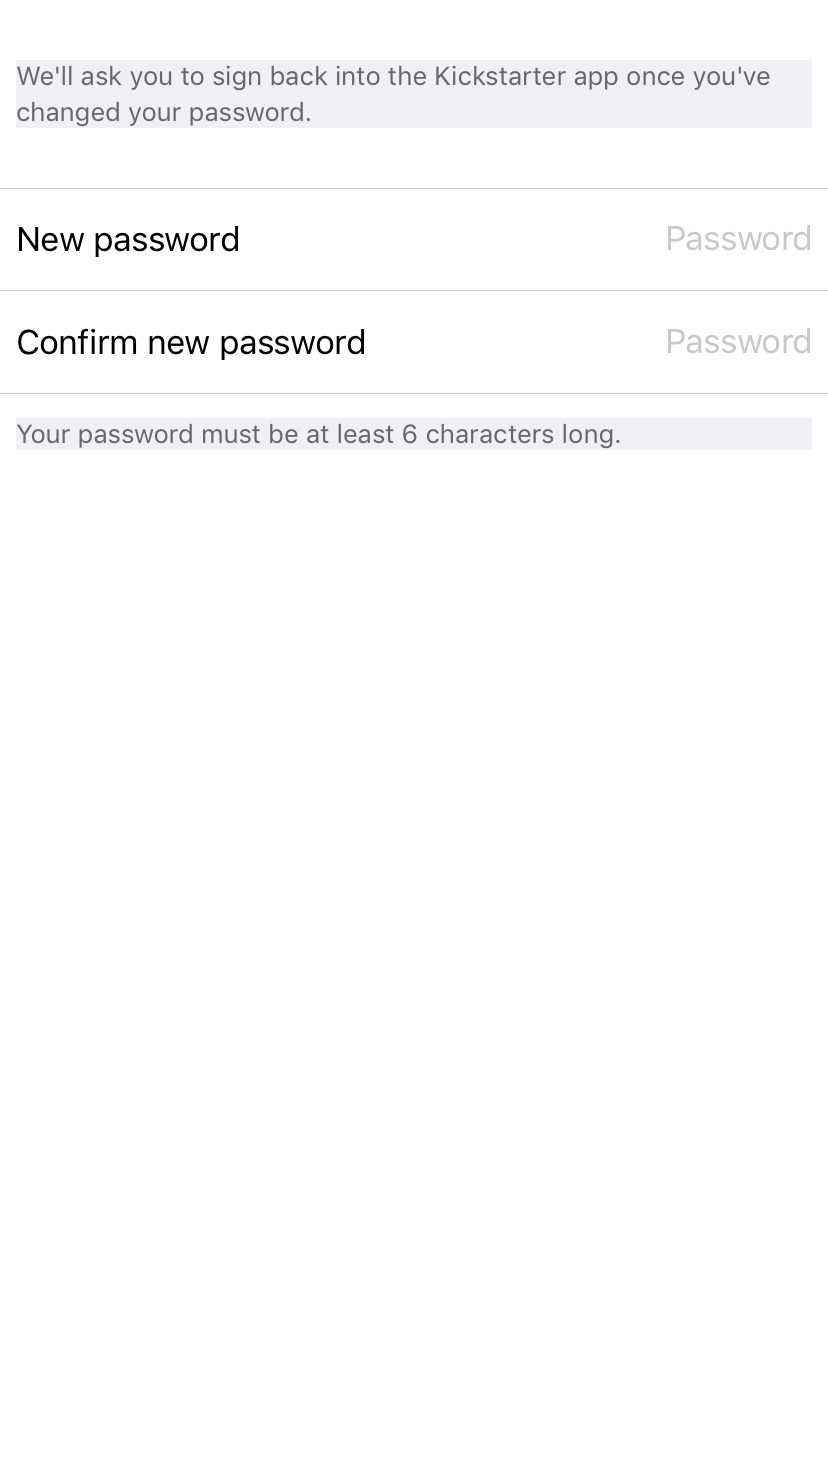 We'll ask you to sign back into the Kickstarter app once you've
changed your password.
New password Password
Confirm new password Password
Your password must be at least 6 characters long.